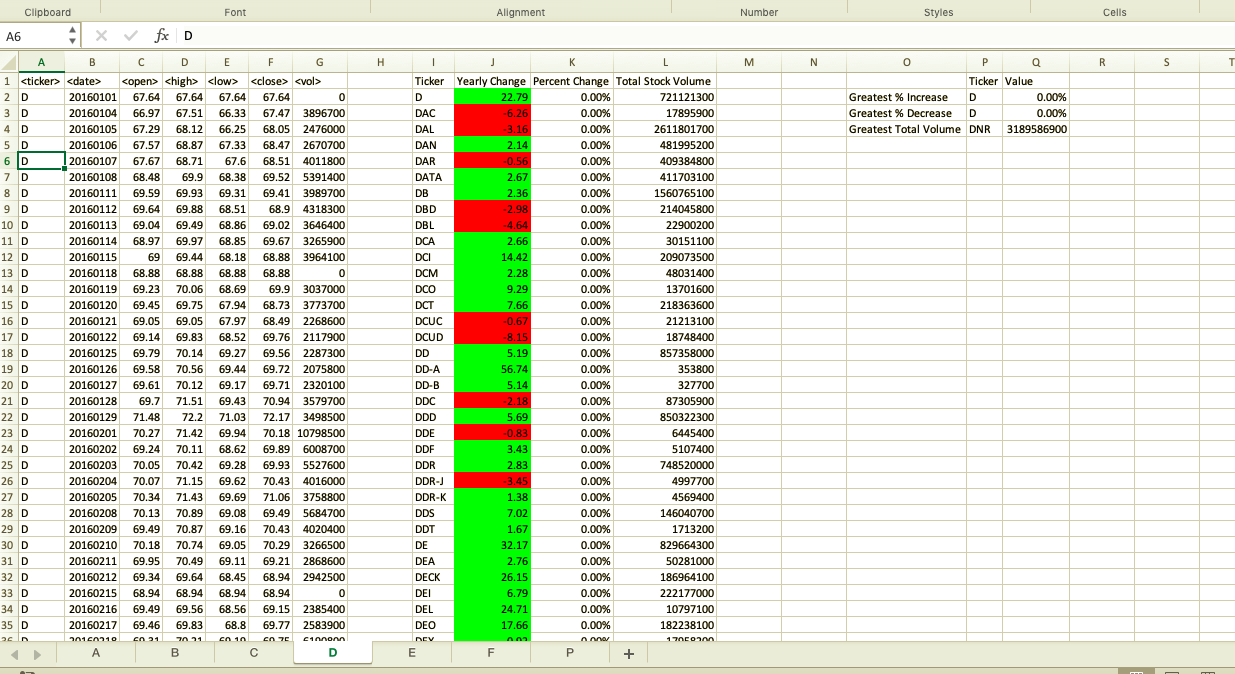 Clipboard Font Alignment Number Styles Cells
A6 fx D
A B C D E F G H I J K L M N O P Q R S T
1 <ticker> <date> <open> <high> <low> <close> <vol> Ticker Yearly Change Percent Change Total Stock Volume Ticker Value
2 D 20160101 67.64 67.64 67.64 67.64 0 D 22.79 0.00% 721121300 Greatest % Increase D 0.00%
3 D 20160104 66.97 67.51 66.33 67.47 3896700 DAC -6.26 0.00% 17895900 Greatest % Decrease D 0.00%
4 D 20160105 67.29 68.12 66.25 68.05 2476000 DAL -3.16 0.00% 2611801700 Greatest Total Volume DNR 3189586900
5 D 20160106 67.57 68.87 67.33 68.47 2670700 DAN 2.14 0.00% 481995200
6 D 20160107 67.67 68.71 67.6 68.51 4011800 DAR -0.56 0.00% 409384800
7 D 20160108 68.48 69.9 68.38 69.52 5391400 DATA 2.67 0.00% 411703100
8 D 20160111 69.59 69.93 69.31 69.41 3989700 DB 2.36 0.00% 1560765100
9 D 20160112 69.64 69.88 68.51 68.9 4318300 DBD -2.98 0.00% 214045800
10 D 20160113 69.04 69.49 68.86 69.02 3646400 DBL -4.64 0.00% 22900200
11 D 20160114 68.97 69.97 68.85 69.67 3265900 DCA 2.66 0.00% 30151100
12 D 20160115 69 69.44 68.18 68.88 3964100 DCI 14.42 0.00% 209073500
13 D 20160118 68.88 68.88 68.88 68.88 0 DCM 2.28 0.00% 48031400
14 D 20160119 69.23 70.06 68.69 69.9 3037000 DCO 9.29 0.00% 13701600
15 D 20160120 69.45 69.75 67.94 68.73 3773700 DCT 7.66 0.00% 218363600
16 D 20160121 69.05 69.05 67.97 68.49 2268600 DCUC -0.67 0.00% 21213100
17 D 20160122 69.14 69.83 68.52 69.76 2117900 DCUD -8.15 0.00% 18748400
18 D 20160125 69.79 70.14 69.27 69.56 2287300 DD 5.19 0.00% 857358000
19 D 20160126 69.58 70.56 69.44 69.72 2075800 DD-A 56.74 0.00% 353800
20 D 20160127 69.61 70.12 69.17 69.71 2320100 DD-B 5.14 0.00% 327700
21 D 20160128 69.7 71.51 69.43 70.94 3579700 DDC -2.18 0.00% 87305900
22 D 20160129 71.48 72.2 71.03 72.17 3498500 DDD 5.69 0.00% 850322300
23 D 20160201 70.27 71.42 69.94 70.18 10798500 DDE -0.83 0.00% 6445400
24 D 20160202 69.24 70.11 68.62 69.89 6008700 DDF 3.43 0.00% 5107400
25 D 20160203 70.05 70.42 69.28 69.93 5527600 DDR 2.83 0.00% 748520000
26 D 20160204 70.07 71.15 69.62 70.43 4016000 DDR-J -3.45 0.00% 4997700
27 D 20160205 70.34 71.43 69.69 71.06 3758800 DDR-K 1.38 0.00% 4569400
28 D 20160208 70.13 70.89 69.08 69.49 5684700 DDS 7.02 0.00% 146040700
29 D 20160209 69.49 70.87 69.16 70.43 4020400 DDT 1.67 0.00% 1713200
30 D 20160210 70.18 70.74 69.05 70.29 3266500 DE 32.17 0.00% 829664300
31 D 20160211 69.95 70.49 69.11 69.21 2868600 DEA 2.76 0.00% 50281000
32 D 20160212 69.34 69.64 68.45 68.94 2942500 DECK 26.15 0.00% 186964100
33 D 20160215 68.94 68.94 68.94 68.94 0 DEI 6.79 0.00% 222177000
34 D 20160216 69.49 69.56 68.56 69.15 2385400 DEL 24.71 0.00% 10797100
35 D 20160217 69.46 69.83 68.8 69.77 2583900 DEO 17.66 0.00% 182238100
A B C D E F G P +